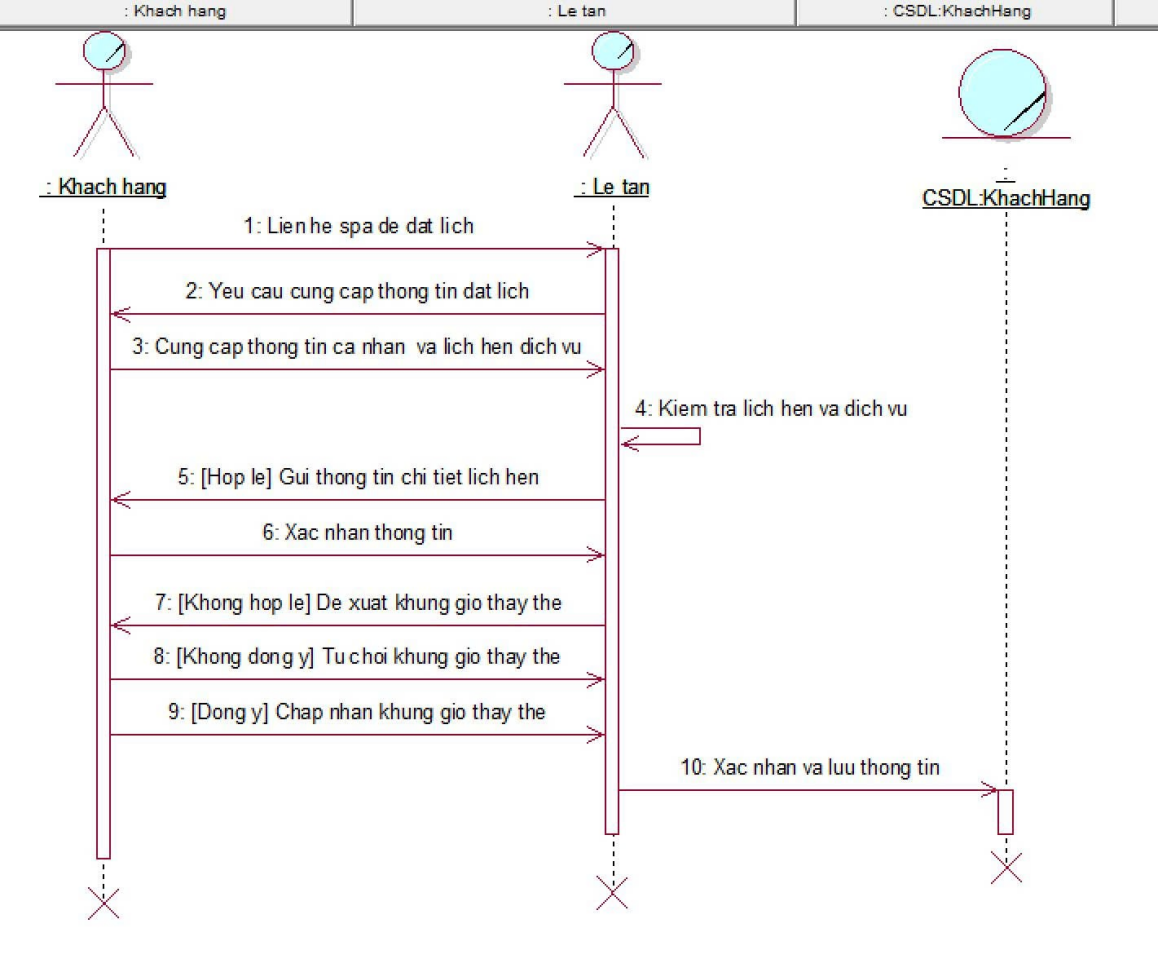 : Khach hang
: Le tan
: CSDL:KhachHang
: Khach hang
: Le tan
:
CSDL:KhachHang
1: Lien he spa de dat lich
2: Yeu cau cung cap thong tin dat lich
3: Cung cap thong tin ca nhan va lich hen dich vu
4: Kiem tra lich hen va dich vu
5: [Hop le] Gui thong tin chi tiet lich hen
6: Xac nhan thong tin
7: [Khong hop le] De xuat khung gio thay the
8: [Khong dong y] Tu choi khung gio thay the
9: [Dong y] Chap nhan khung gio thay the
10: Xac nhan va luu thong tin